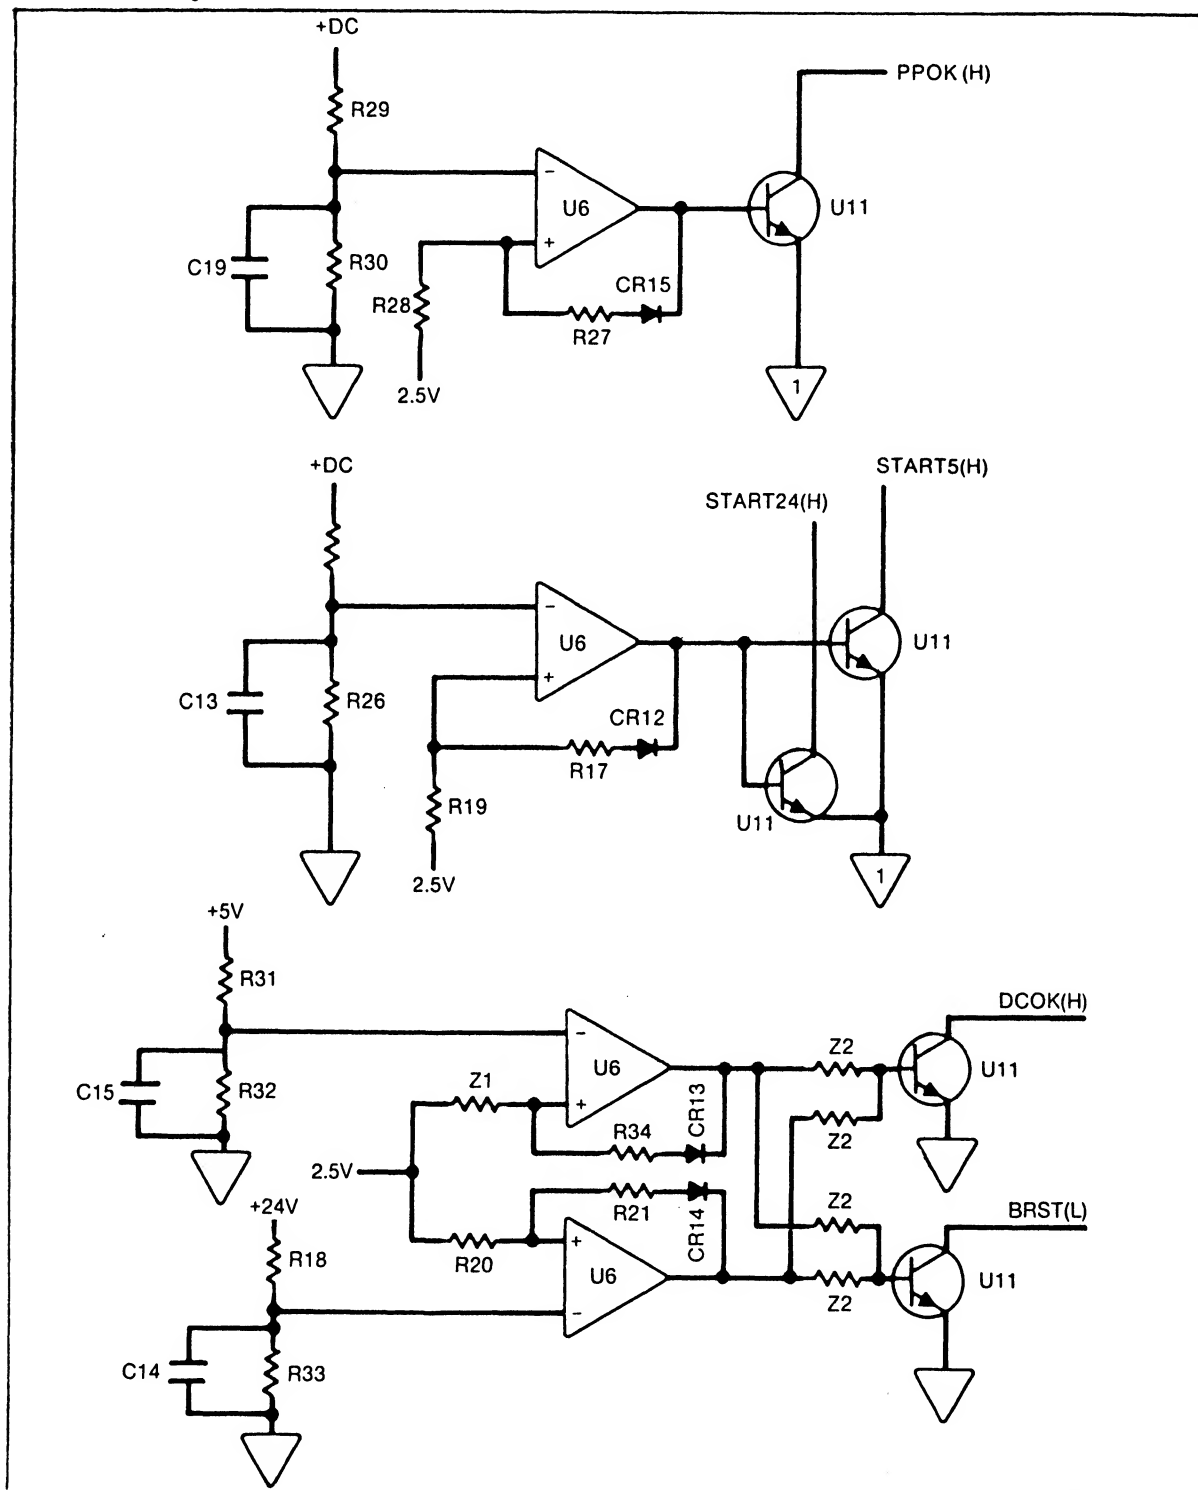 +DC
R29
PPOK (H)
−
U6
U11
+
C19
R30
R28
CR15
R27
2.5V
1
+DC
START5(H)
START24(H)
−
U6
U11
+
C13
R26
CR12
R17
R19
U11
2.5V
1
+5V
R31
DCOK(H)
−
Z2
U6
U11
C15
R32
Z1
+
CR13
R34
Z2
2.5V
+24V
R21
CR14
Z2
BRST(L)
R18
R20
+
U6
U11
Z2
−
C14
R33